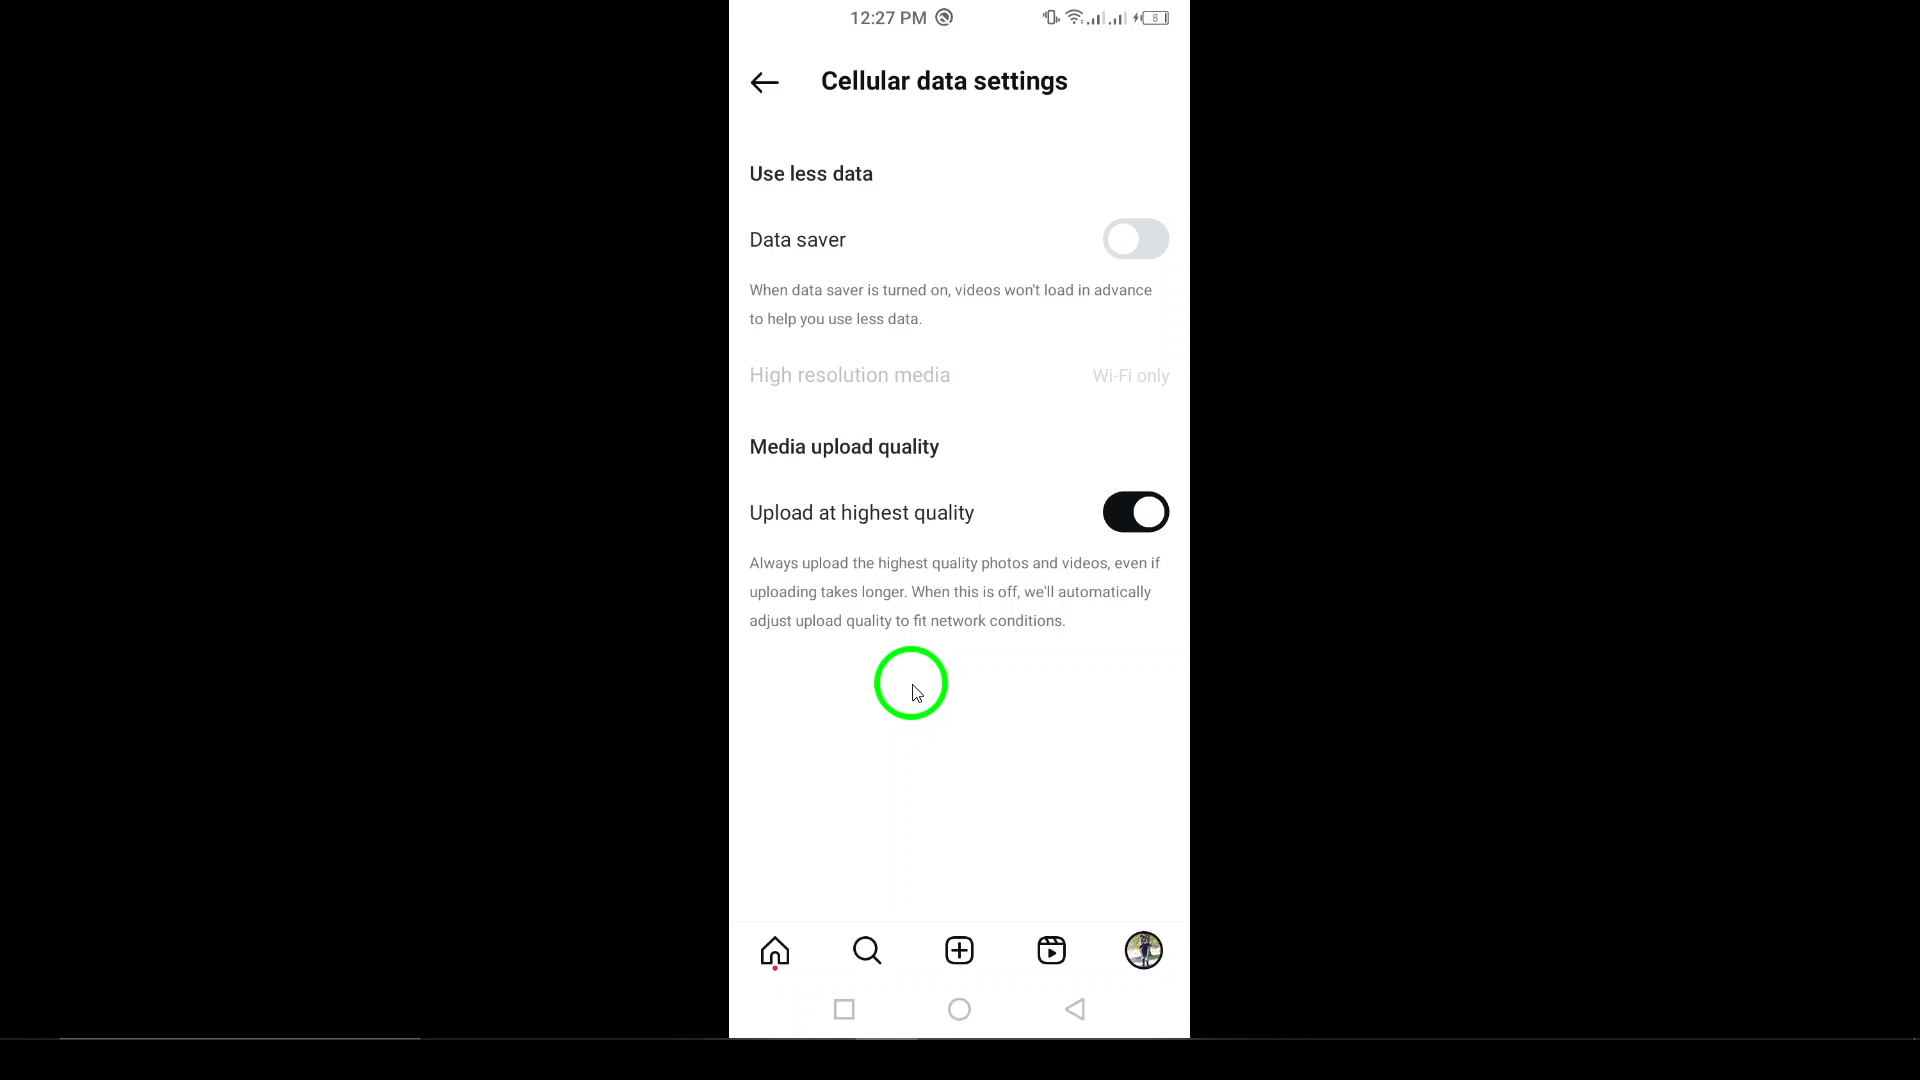 12:27 PM
8
Cellular data settings
Use less data
Data saver
When data saver is turned on, videos won't load in advance
to help you use less data.
High resolution media Wi-Fi only
Media upload quality
Upload at highest quality
Always upload the highest quality photos and videos, even if
uploading takes longer. When this is off, we'll automatically
adjust upload quality to fit network conditions.